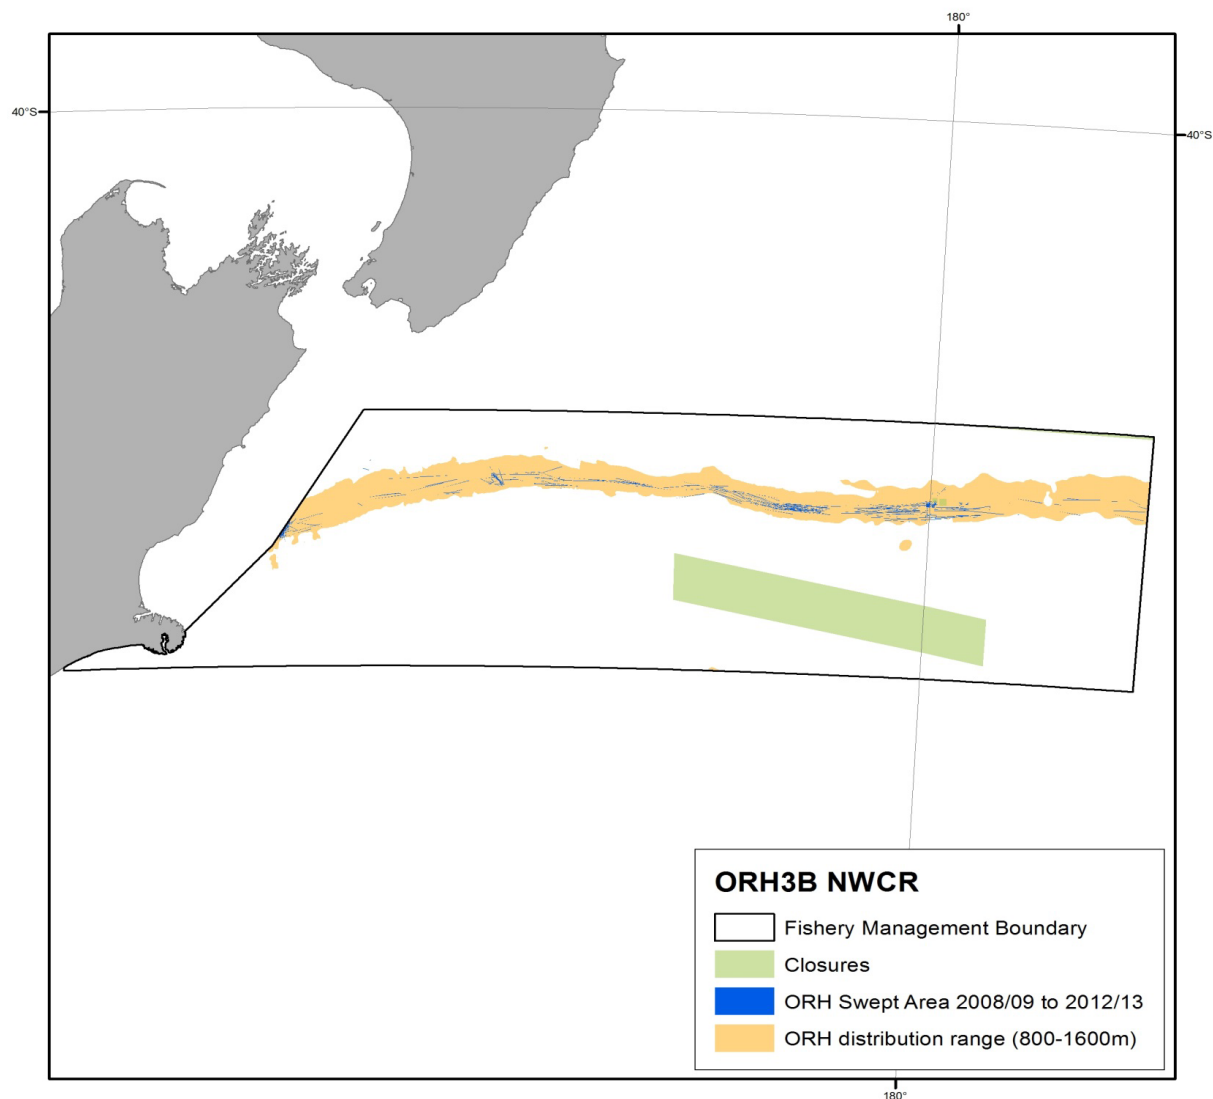 180°
40°S
40°S
ORH3B NWCR
Fishery Management Boundary
Closures
ORH Swept Area 2008/09 to 2012/13
ORH distribution range (800-1600m)
180°